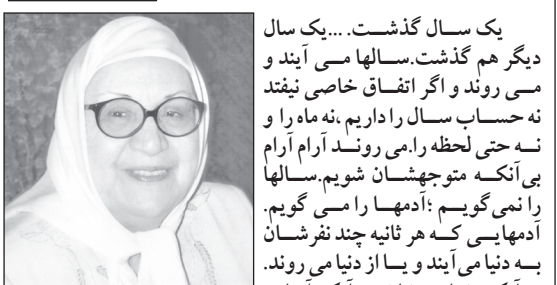 یک سال گذشت. ...یک سال
دیگر هم گذشت.سالها می آیند و
می روند و اگر اتفاق خاصی نیفتد
نه حساب سال را داریم ،نه ماه را و
نه حتی لحظه را.می روند آرام آرام
بی‌آنکه متوجهشان شویم.سالها
را نمی‌گویم ؛آدمها را می گویم.
آدمهایی که هر ثانیه چند نفرشان
به دنیا می‌آیند و یا از دنیا می روند.